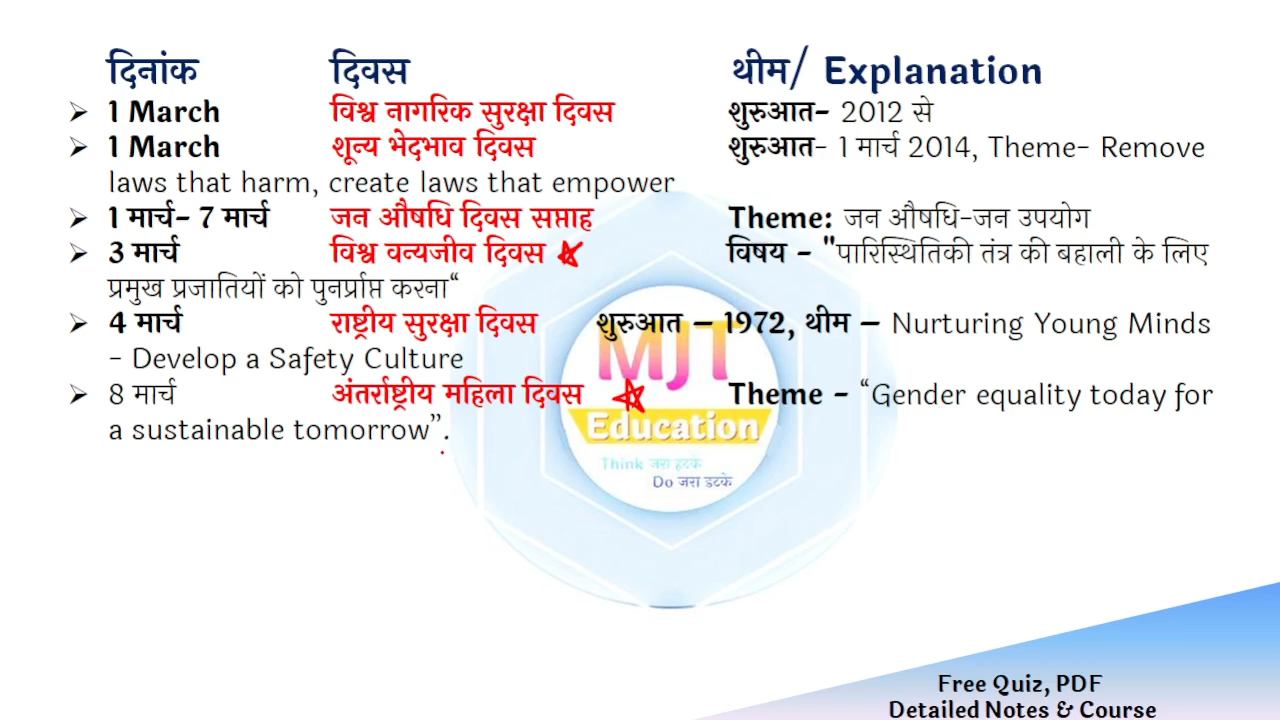 दिनांक दिवस थीम/ Explanation
➢ 1 March विश्व नागरिक सुरक्षा दिवस शुरुआत- 2012 से
➢ 1 March शून्य भेदभाव दिवस शुरुआत- 1 मार्च 2014, Theme- Remove
laws that harm, create laws that empower
➢ 1 मार्च- 7 मार्च जन औषधि दिवस सप्ताह Theme: जन औषधि-जन उपयोग
➢ 3 मार्च विश्व वन्यजीव दिवस विषय - "पारिस्थितिकी तंत्र की बहाली के लिए
प्रमुख प्रजातियों को पुनर्प्राप्त करना“
➢ 4 मार्च राष्ट्रीय सुरक्षा दिवस शुरुआत – 1972, थीम – Nurturing Young Minds
- Develop a Safety Culture
➢ 8 मार्च अंतर्राष्ट्रीय महिला दिवस Theme - “Gender equality today for
a sustainable tomorrow”.
MJT
Education
Think जरा हटके
Do जरा डटके
Free Quiz, PDF
Detailed Notes & Course